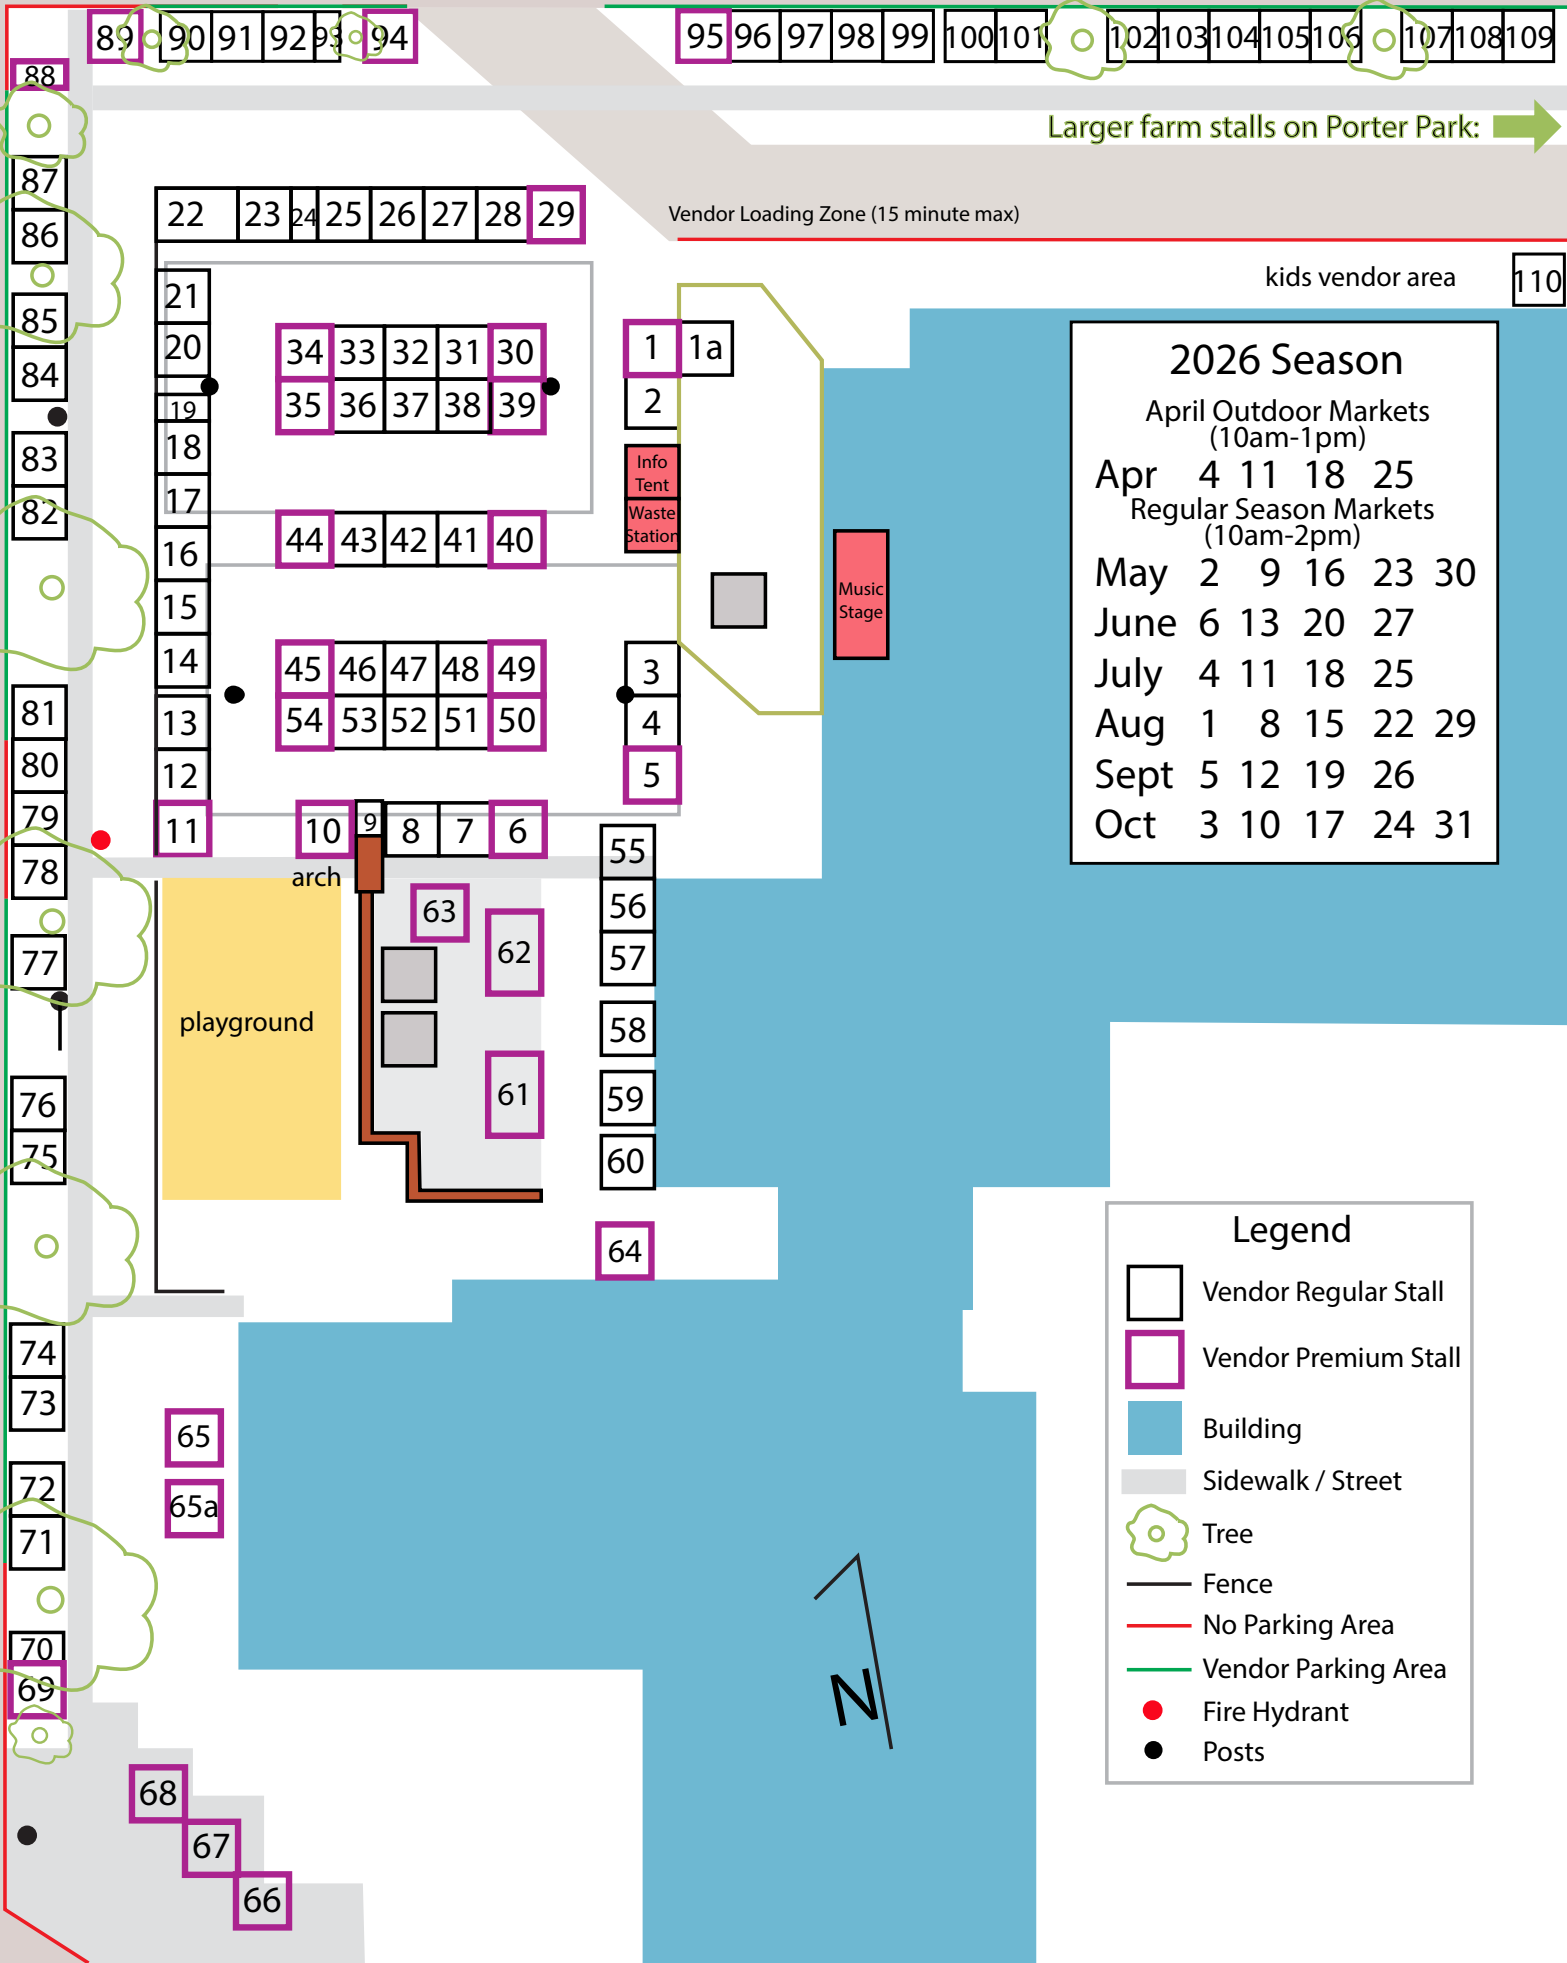 89 90 91 92 93 94 95 96 97 98 99 100 101 102 103 104 105 106 107 108 109
88
Larger farm stalls on Porter Park:
87
86
85
84
83
82
81
80
79
78
77
76
75
74
73
72
71
70
69
68
67
66
22 23 24 25 26 27 28 29
Vendor Loading Zone (15 minute max)
kids vendor area
110
21
20
19
18
17
16
15
14
13
12
11
34 33 32 31 30
35 36 37 38 39
44 43 42 41 40
45 46 47 48 49
54 53 52 51 50
1 1a
2
Info
Tent
Waste
Station
Music
Stage
3
4
5
10 9 8 7 6
arch
playground
63
62
61
55
56
57
58
59
60
64
65
65a
2026 Season
April Outdoor Markets
(10am-1pm)
Apr 4 11 18 25
Regular Season Markets
(10am-2pm)
May 2 9 16 23 30
June 6 13 20 27
July 4 11 18 25
Aug 1 8 15 22 29
Sept 5 12 19 26
Oct 3 10 17 24 31
Legend
Vendor Regular Stall
Vendor Premium Stall
Building
Sidewalk / Street
Tree
Fence
No Parking Area
Vendor Parking Area
Fire Hydrant
Posts
N